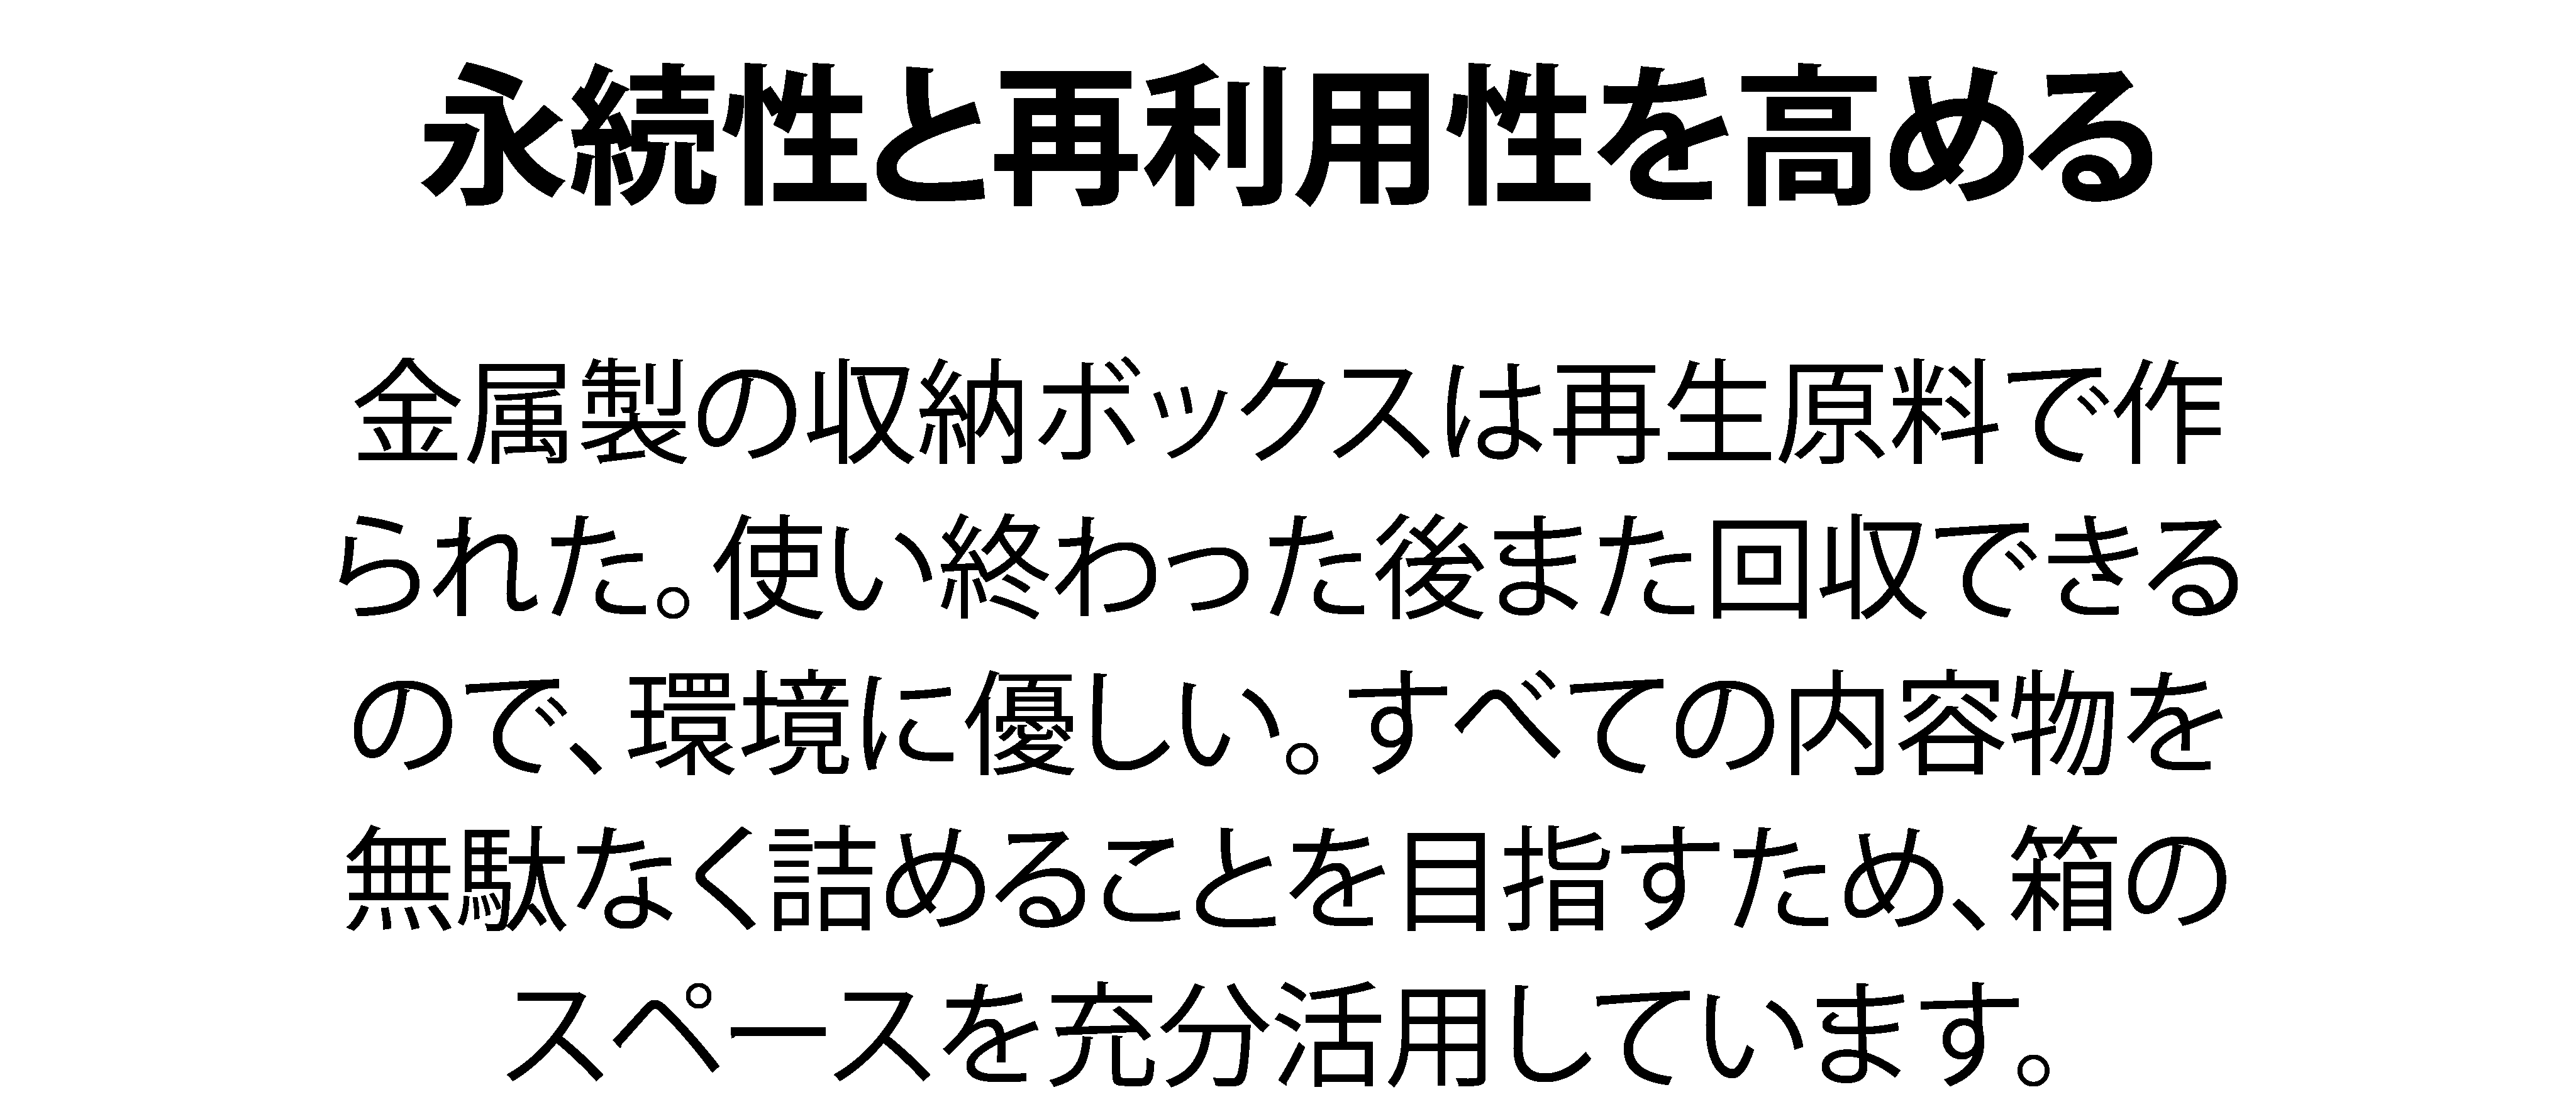 永続性と再利用性を高める
金属製の収納ボックスは再生原料で作
られた。使い終わった後また回収できる
ので、環境に優しい。すべての内容物を
無駄なく詰めることを目指すため、箱の
スペースを充分活用しています。